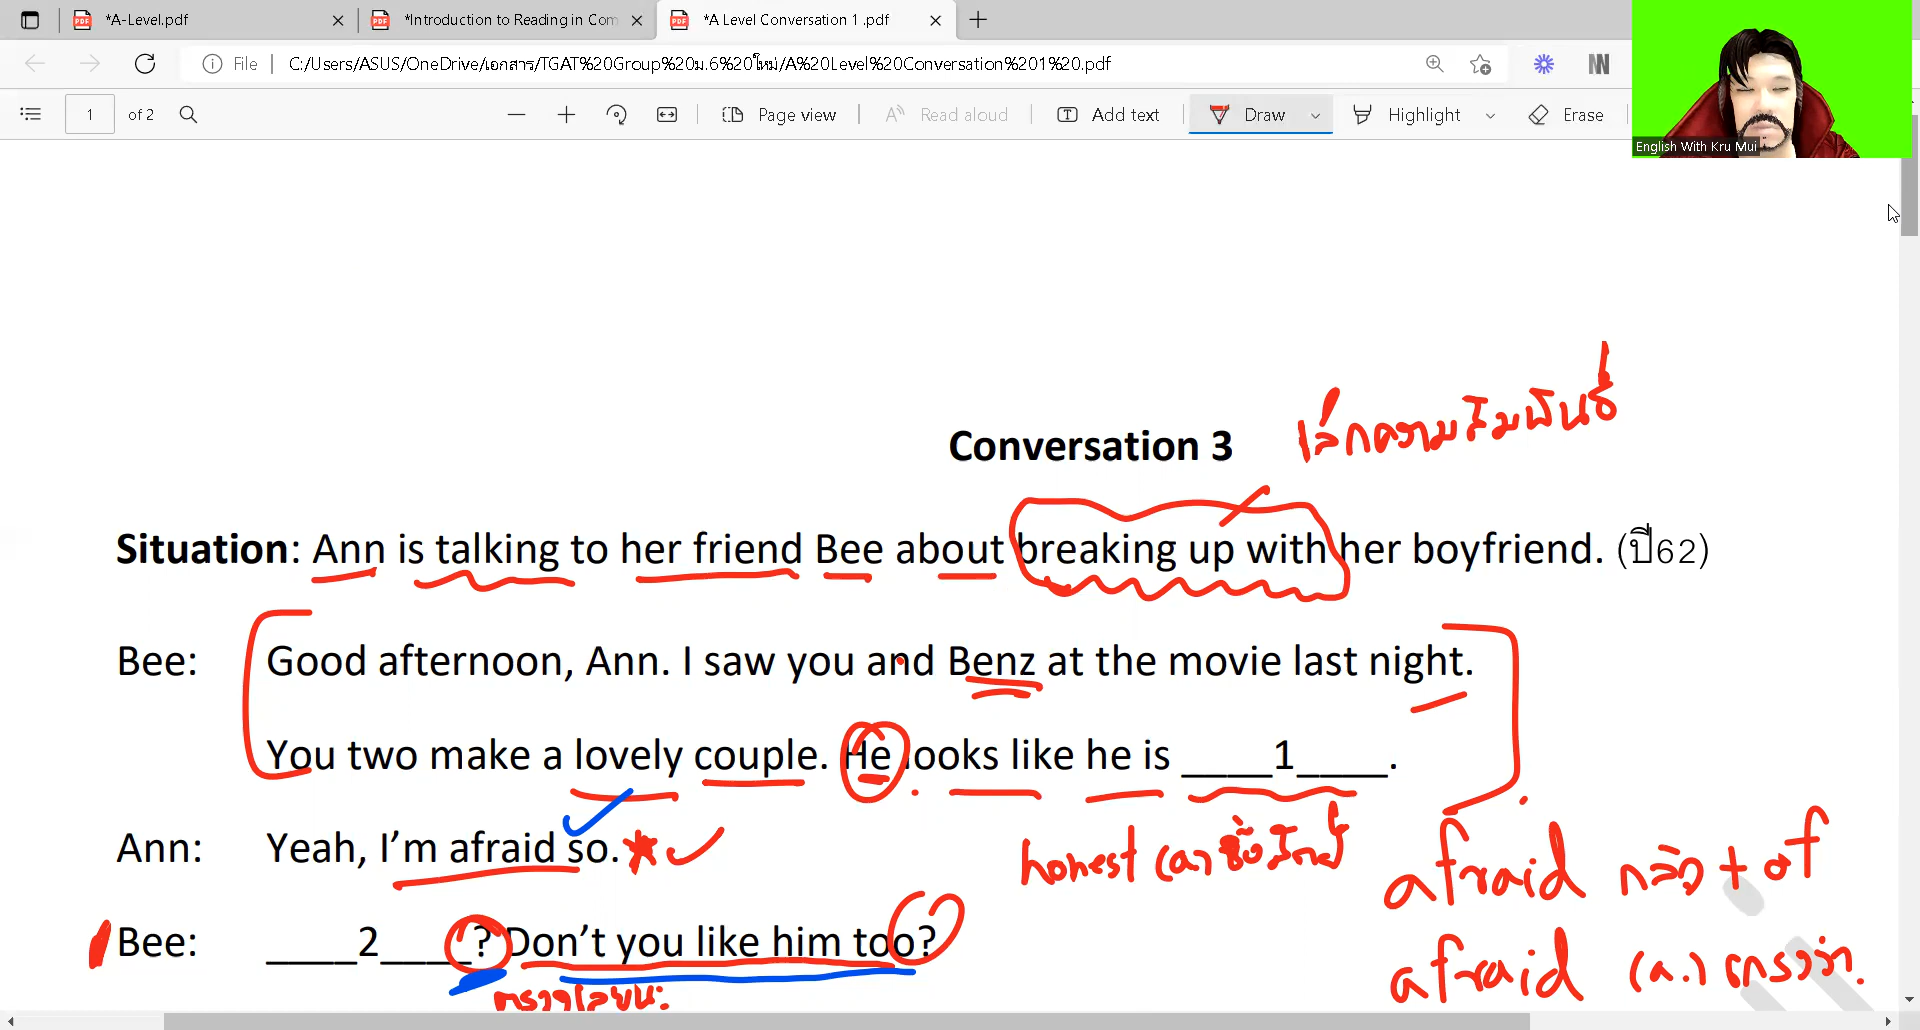 *A-Level.pdf
*Introduction to Reading in Com
*A Level Conversation 1 .pdf
File C:/Users/ASUS/OneDrive/เอกสาร/TGAT%20Group%20ม.6%20ใหม่/A%20Level%20Conversation%201%20.pdf
1 of 2 Page view Read aloud Add text Draw Highlight Erase
English With Kru Mui
Conversation 3
เลิกความสัมพันธ์
Situation: Ann is talking to her friend Bee about breaking up with her boyfriend. (ปี62)
Bee: Good afternoon, Ann. I saw you and Benz at the movie last night.
You two make a lovely couple. He looks like he is ____1____.
Ann: Yeah, I'm afraid so.
honest (a.) ซื่อสัตย์
afraid กลัว + of
Bee: ____2____? Don't you like him too?
afraid (a.) เกรงว่า